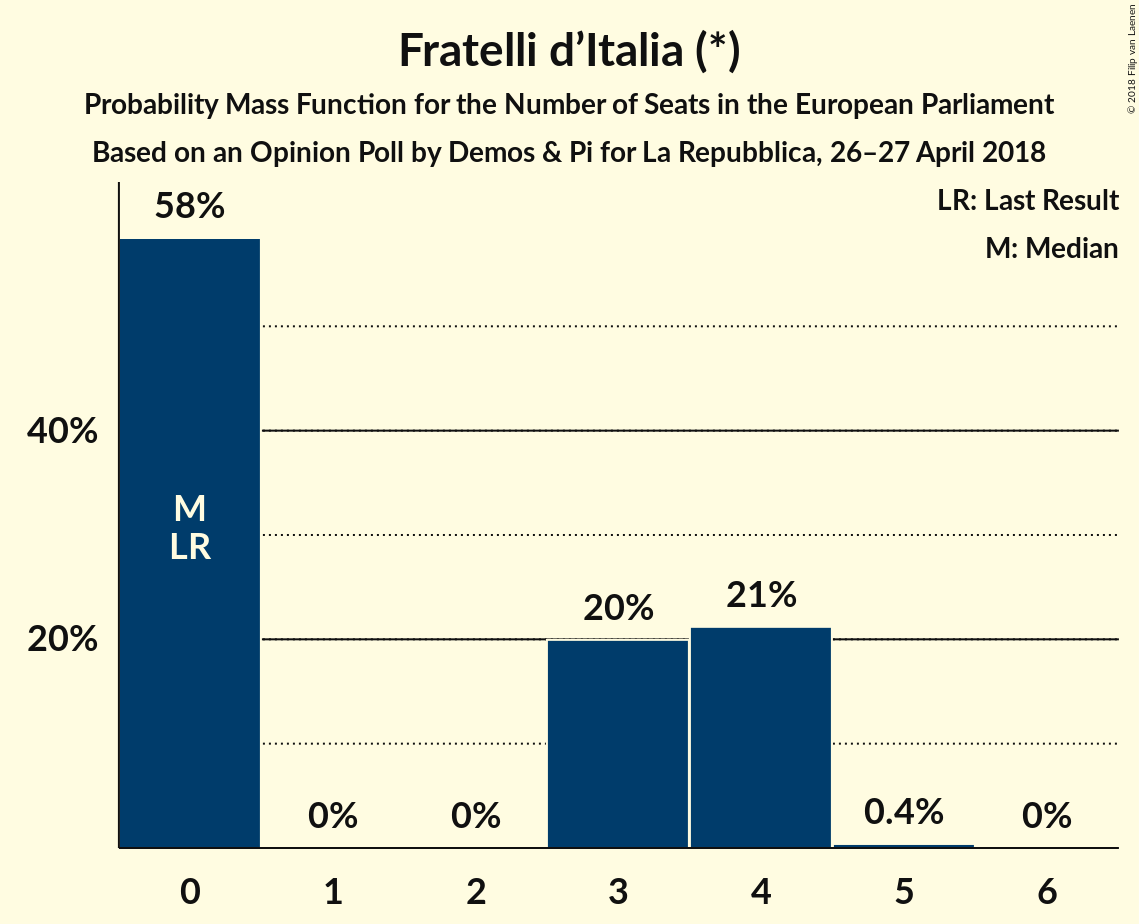 Fratelli d’Italia (*)
Probability Mass Function for the Number of Seats in the European Parliament
Based on an Opinion Poll by Demos & Pi for La Repubblica, 26–27 April 2018
© 2018 Filip van Laenen
LR: Last Result
M: Median
58%
40%
M
LR
20%
21%
20%
0%
0%
0.4%
0%
0
1
2
3
4
5
6